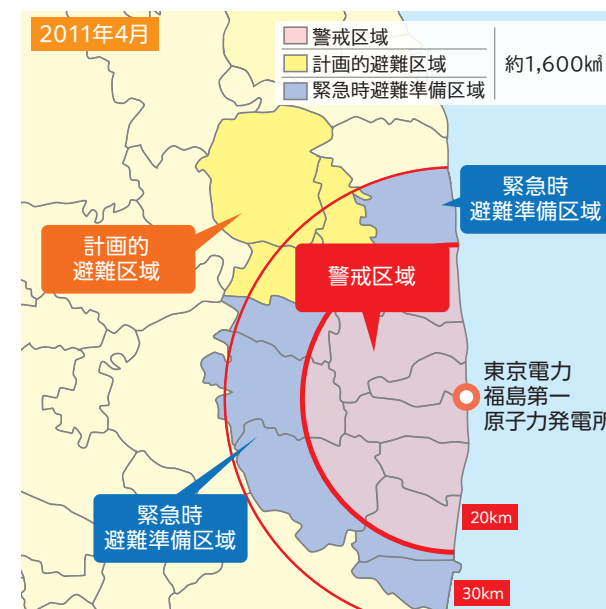 2011年4月
警戒区域
計画的避難区域
緊急時避難準備区域
約1,600㎢
緊急時
避難準備区域
計画的
避難区域
警戒区域
東京電力
福島第一
原子力発電所
緊急時
避難準備区域
20km
30km